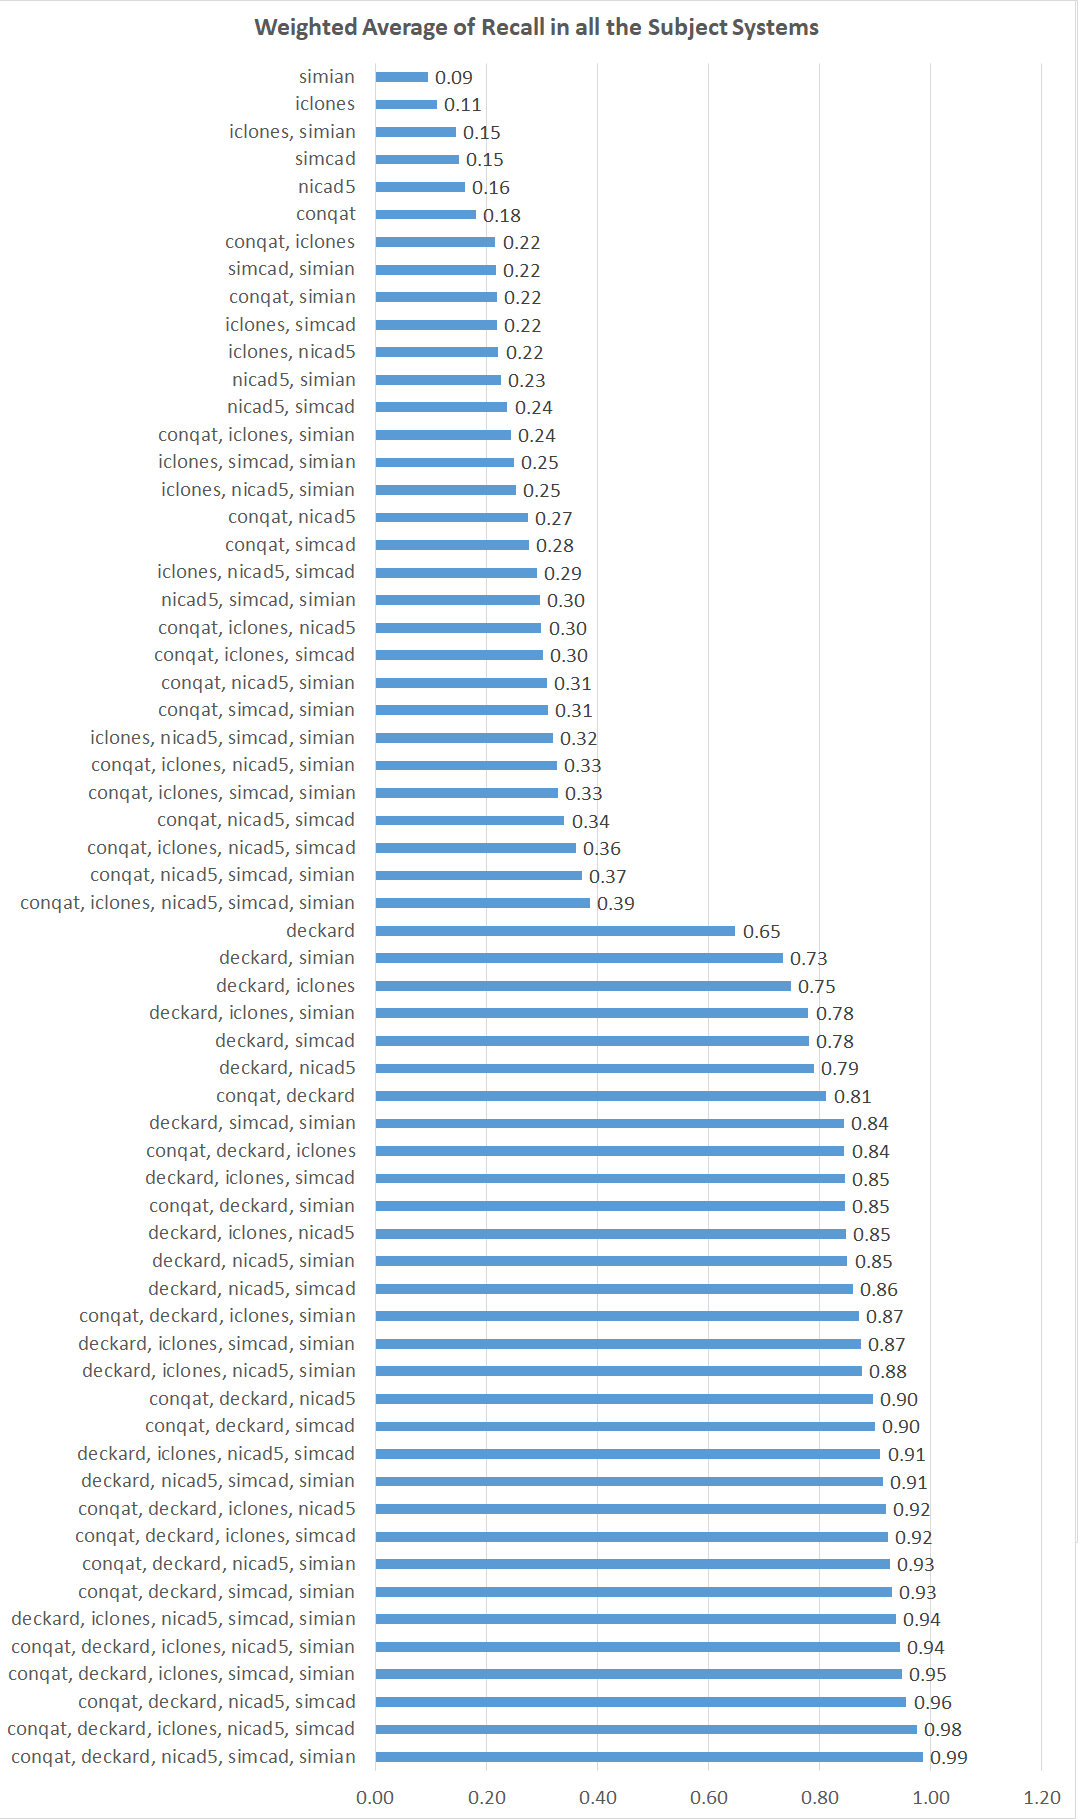 Weighted Average of Recall in all the Subject Systems
simian 0.09
iclones 0.11
iclones, simian 0.15
simcad 0.15
nicad5 0.16
conqat 0.18
conqat, iclones 0.22
simcad, simian 0.22
conqat, simian 0.22
iclones, simcad 0.22
iclones, nicad5 0.22
nicad5, simian 0.23
nicad5, simcad 0.24
conqat, iclones, simian 0.24
iclones, simcad, simian 0.25
iclones, nicad5, simian 0.25
conqat, nicad5 0.27
conqat, simcad 0.28
iclones, nicad5, simcad 0.29
nicad5, simcad, simian 0.30
conqat, iclones, nicad5 0.30
conqat, iclones, simcad 0.30
conqat, nicad5, simian 0.31
conqat, simcad, simian 0.31
iclones, nicad5, simcad, simian 0.32
conqat, iclones, nicad5, simian 0.33
conqat, iclones, simcad, simian 0.33
conqat, nicad5, simcad 0.34
conqat, iclones, nicad5, simcad 0.36
conqat, nicad5, simcad, simian 0.37
conqat, iclones, nicad5, simcad, simian 0.39
deckard 0.65
deckard, simian 0.73
deckard, iclones 0.75
deckard, iclones, simian 0.78
deckard, simcad 0.78
deckard, nicad5 0.79
conqat, deckard 0.81
deckard, simcad, simian 0.84
conqat, deckard, iclones 0.84
deckard, iclones, simcad 0.85
conqat, deckard, simian 0.85
deckard, iclones, nicad5 0.85
deckard, nicad5, simian 0.85
deckard, nicad5, simcad 0.86
conqat, deckard, iclones, simian 0.87
deckard, iclones, simcad, simian 0.87
deckard, iclones, nicad5, simian 0.88
conqat, deckard, nicad5 0.90
conqat, deckard, simcad 0.90
deckard, iclones, nicad5, simcad 0.91
deckard, nicad5, simcad, simian 0.91
conqat, deckard, iclones, nicad5 0.92
conqat, deckard, iclones, simcad 0.92
conqat, deckard, nicad5, simian 0.93
conqat, deckard, simcad, simian 0.93
deckard, iclones, nicad5, simcad, simian 0.94
conqat, deckard, iclones, nicad5, simian 0.94
conqat, deckard, iclones, simcad, simian 0.95
conqat, deckard, nicad5, simcad 0.96
conqat, deckard, iclones, nicad5, simcad 0.98
conqat, deckard, nicad5, simcad, simian 0.99
0.00 0.20 0.40 0.60 0.80 1.00 1.20